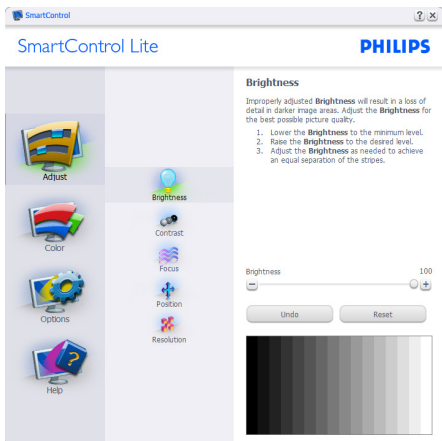 SmartControl
SmartControl Lite
PHILIPS
Adjust
Color
Options
Help
Brightness
Contrast
Focus
Position
Resolution
Brightness
Improperly adjusted Brightness will result in a loss of
detail in darker image areas. Adjust the Brightness for
the best possible picture quality.
1. Lower the Brightness to the minimum level.
2. Raise the Brightness to the desired level.
3. Adjust the Brightness as needed to achieve
an equal separation of the stripes.
Brightness 100
Undo Reset